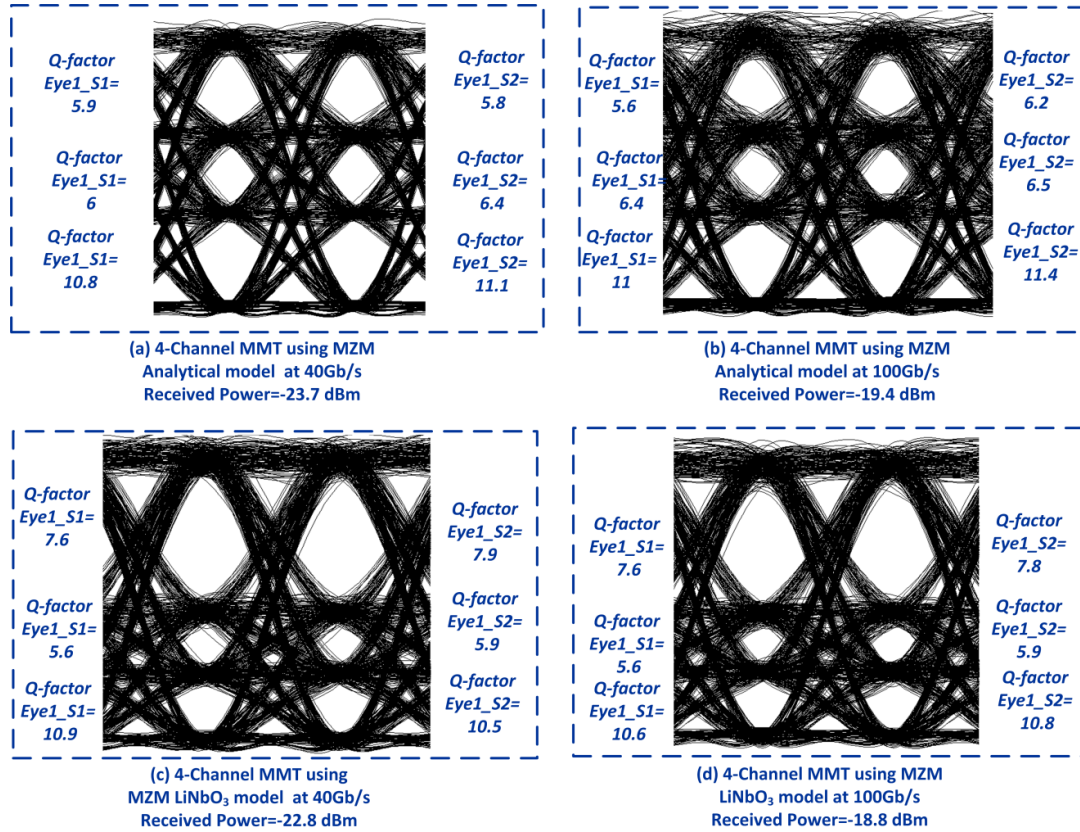 Q-factor
Eye1_S1=
5.9
Q-factor
Eye1_S1=
6
Q-factor
Eye1_S1=
10.8
Q-factor
Eye1_S2=
5.8
Q-factor
Eye1_S2=
6.4
Q-factor
Eye1_S2=
11.1
(a) 4-Channel MMT using MZM
Analytical model at 40Gb/s
Received Power=-23.7 dBm
Q-factor
Eye1_S1=
5.6
Q-factor
Eye1_S1=
6.4
Q-factor
Eye1_S1=
11
Q-factor
Eye1_S2=
6.2
Q-factor
Eye1_S2=
6.5
Q-factor
Eye1_S2=
11.4
(b) 4-Channel MMT using MZM
Analytical model at 100Gb/s
Received Power=-19.4 dBm
Q-factor
Eye1_S1=
7.6
Q-factor
Eye1_S1=
5.6
Q-factor
Eye1_S1=
10.9
Q-factor
Eye1_S2=
7.9
Q-factor
Eye1_S2=
5.9
Q-factor
Eye1_S2=
10.5
(c) 4-Channel MMT using
MZM LiNbO₃ model at 40Gb/s
Received Power=-22.8 dBm
Q-factor
Eye1_S1=
7.6
Q-factor
Eye1_S1=
5.6
Q-factor
Eye1_S1=
10.6
Q-factor
Eye1_S2=
7.8
Q-factor
Eye1_S2=
5.9
Q-factor
Eye1_S2=
10.8
(d) 4-Channel MMT using MZM
LiNbO₃ model at 100Gb/s
Received Power=-18.8 dBm